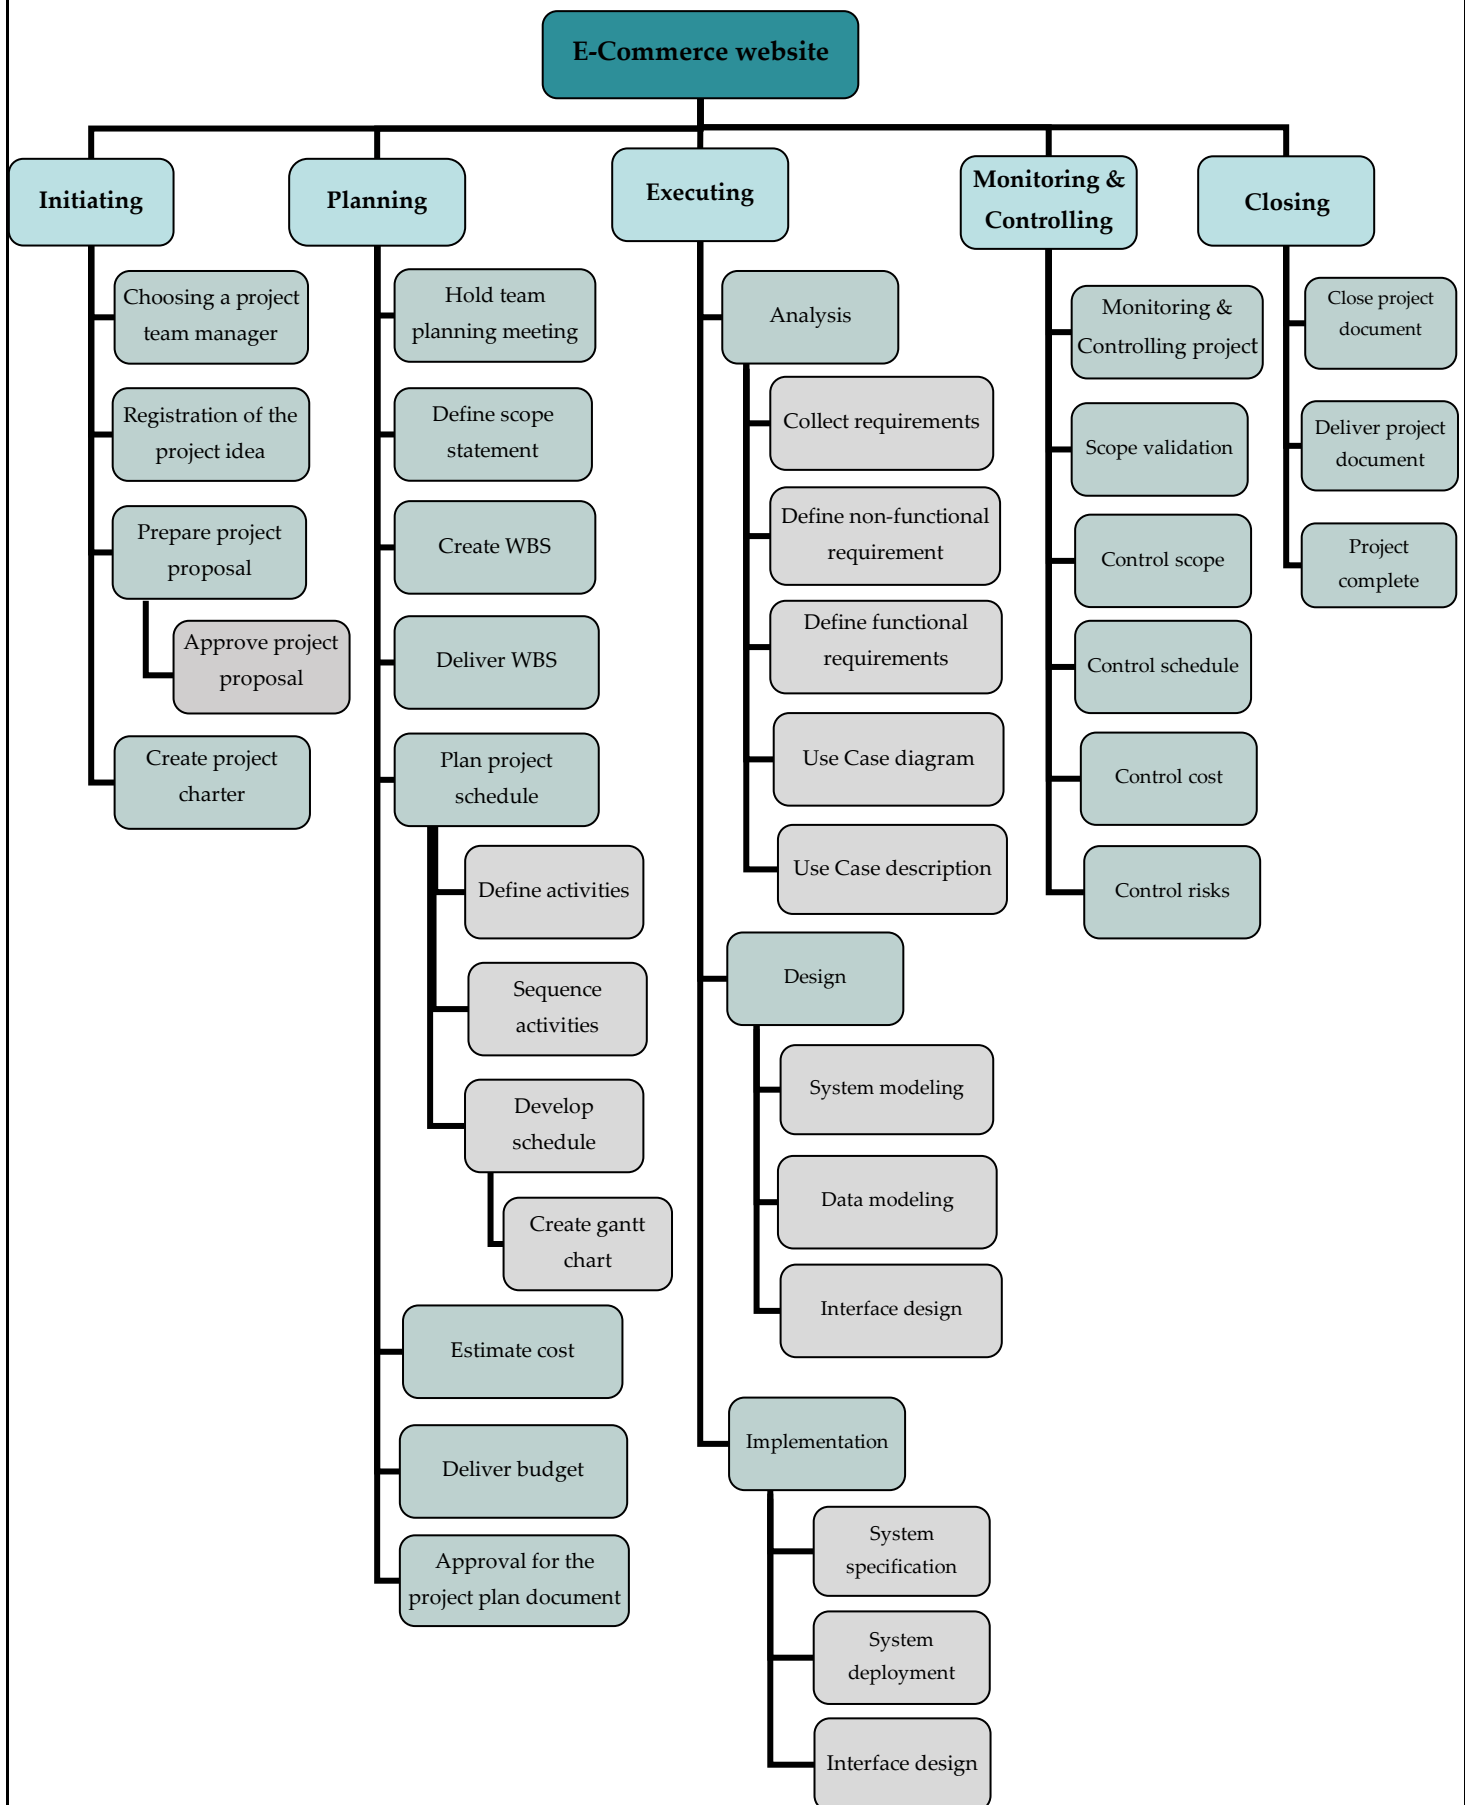 E-Commerce website
Initiating
Choosing a project
team manager
Registration of the
project idea
Prepare project
proposal
Approve project
proposal
Create project
charter
Planning
Hold team
planning meeting
Define scope
statement
Create WBS
Deliver WBS
Plan project
schedule
Define activities
Sequence
activities
Develop
schedule
Create gantt
chart
Estimate cost
Deliver budget
Approval for the
project plan document
Executing
Analysis
Collect requirements
Define non-functional
requirement
Define functional
requirements
Use Case diagram
Use Case description
Design
System modeling
Data modeling
Interface design
Implementation
System
specification
System
deployment
Interface design
Monitoring &
Controlling
Monitoring &
Controlling project
Scope validation
Control scope
Control schedule
Control cost
Control risks
Closing
Close project
document
Deliver project
document
Project
complete